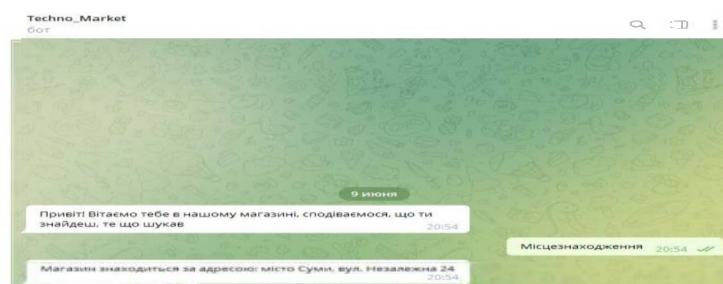 Techno_Market
бот
9 июня
Привіт! Вітаємо тебе в нашому магазині, сподіваємося, що ти
знайдеш, те що шукав
20:54
Місцезнаходження 20:54
Магазин знаходиться за адресою: місто Суми, вул. Незалежна 24
20:54